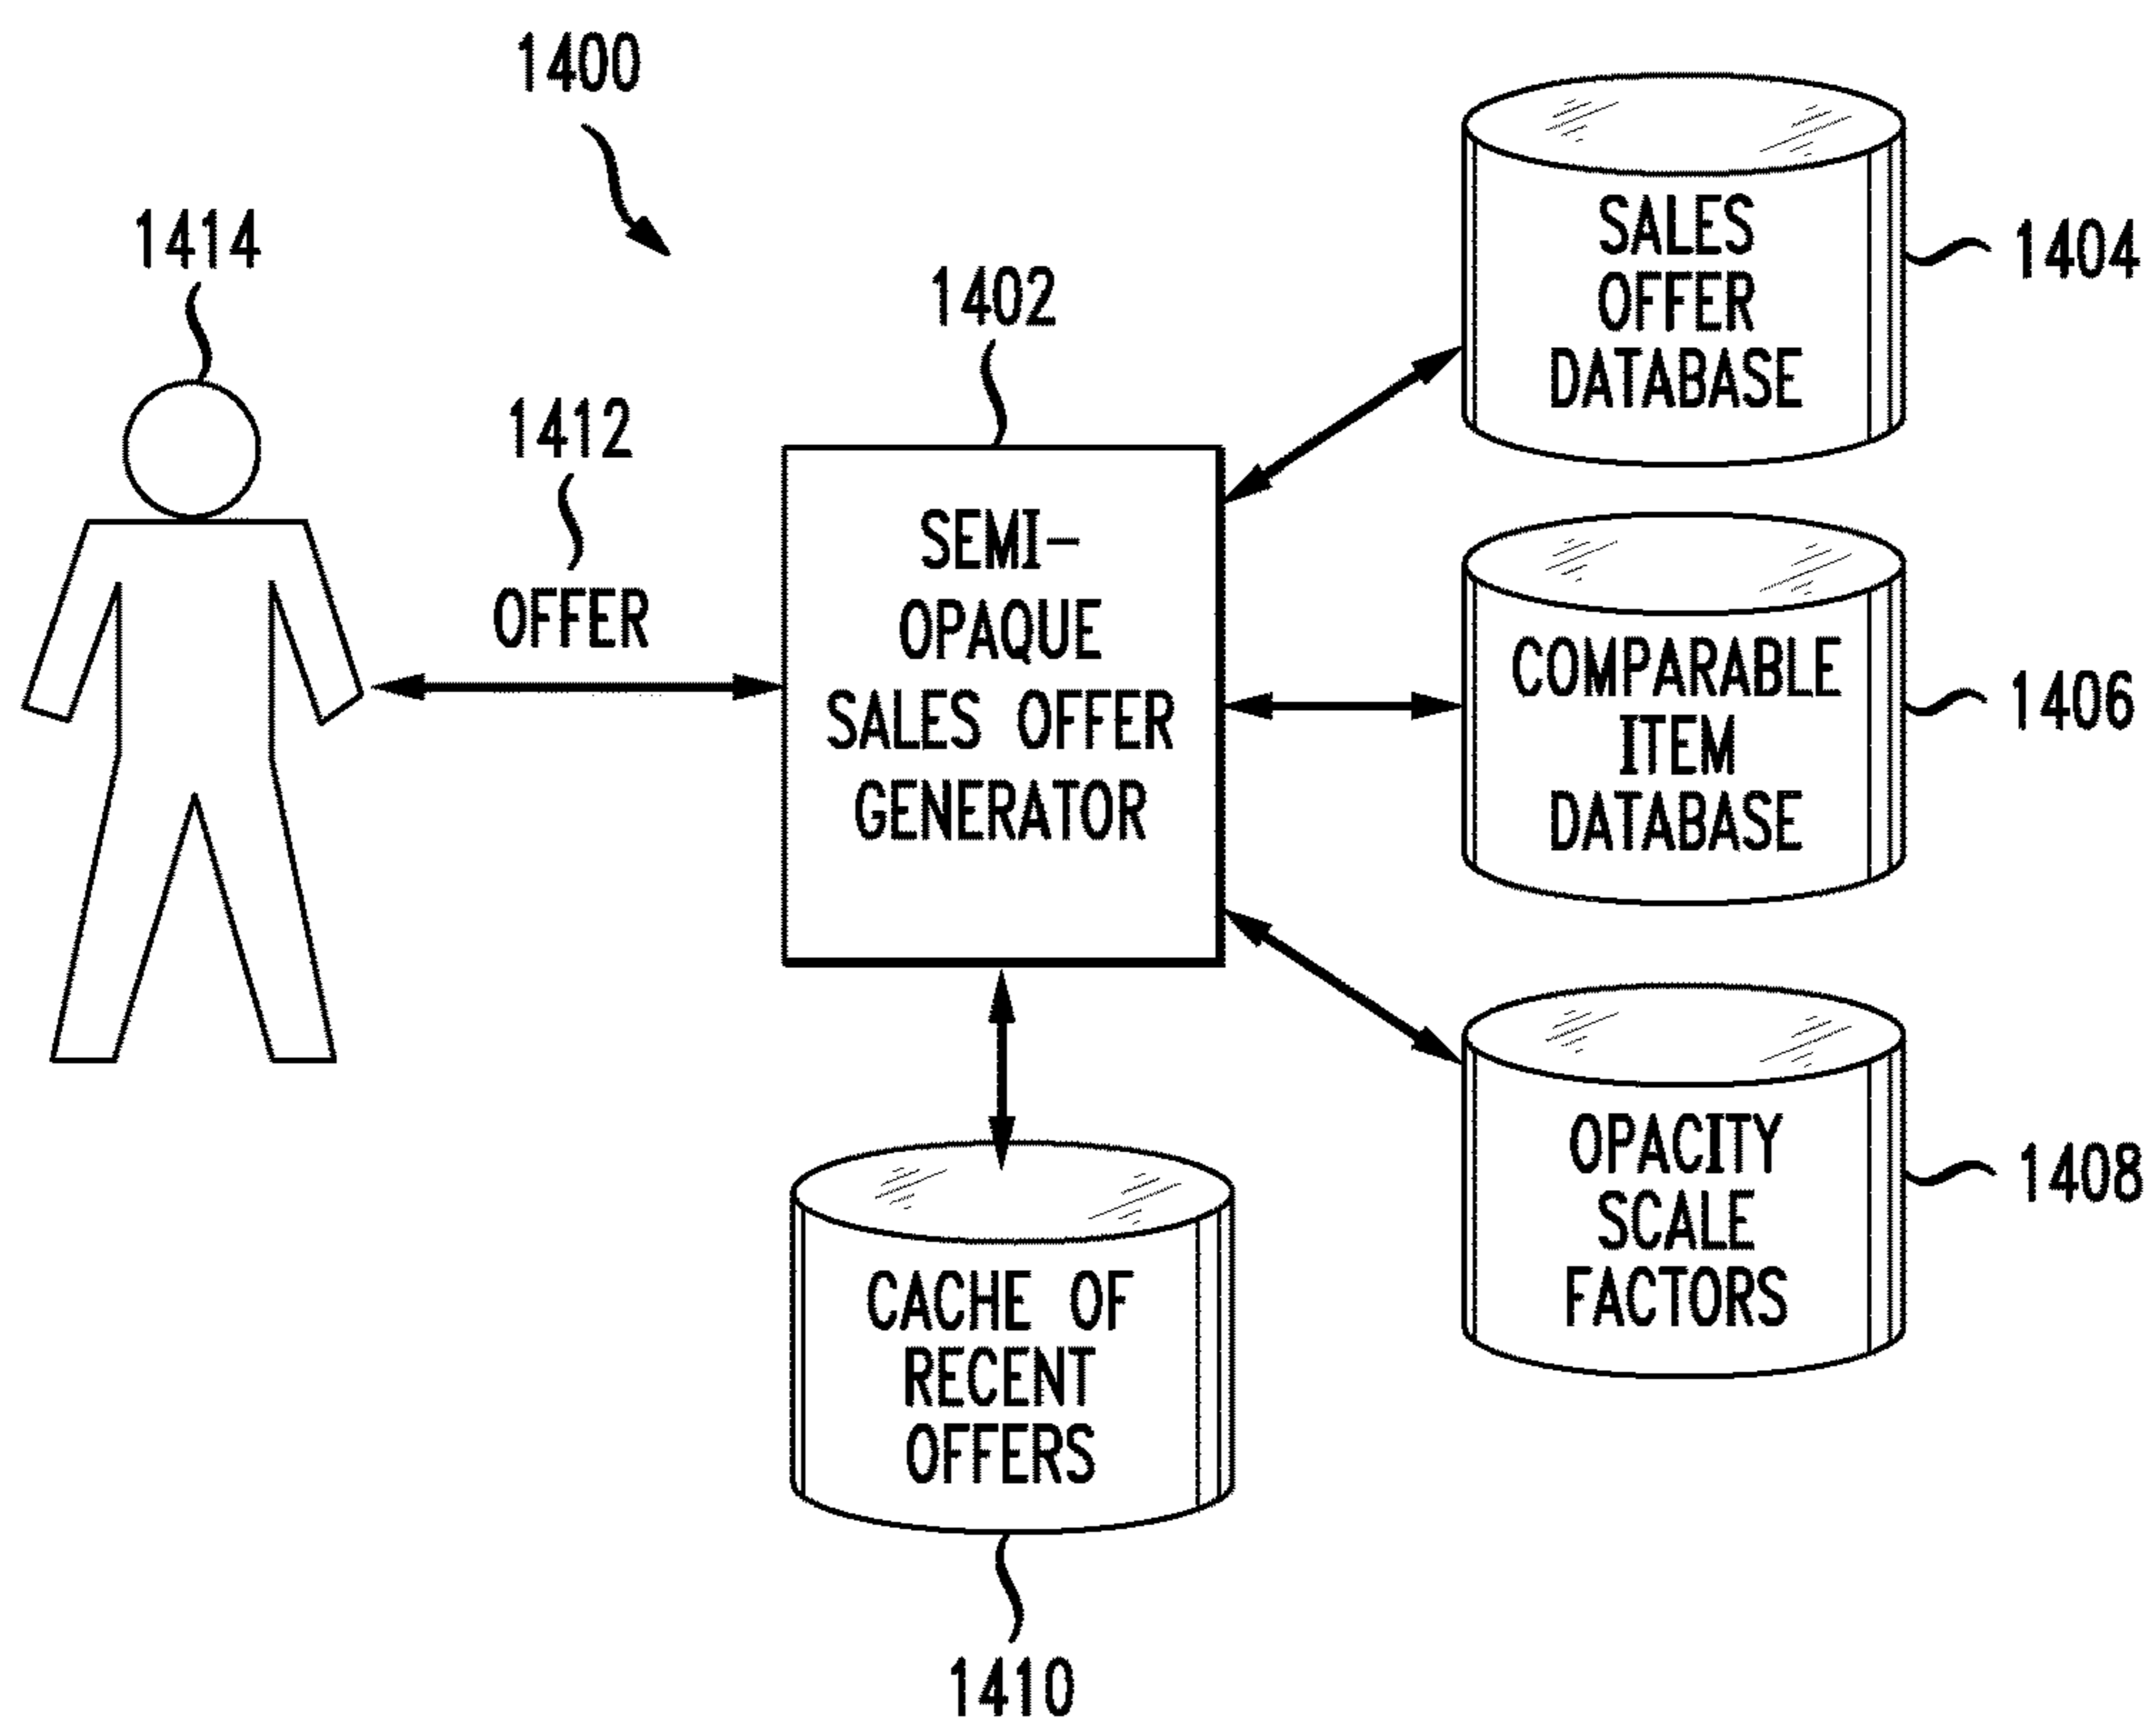 1400
1414
1412
OFFER
1402
SEMI-
OPAQUE
SALES OFFER
GENERATOR
SALES
OFFER
DATABASE
1404
COMPARABLE
ITEM
DATABASE
1406
OPACITY
SCALE
FACTORS
1408
CACHE OF
RECENT
OFFERS
1410